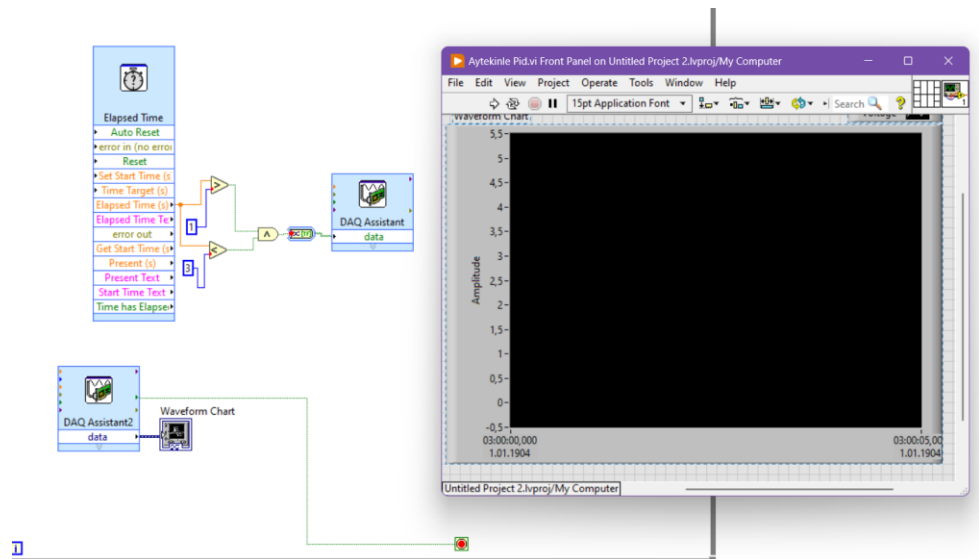 Elapsed Time
Auto Reset
error in (no erro
Reset
Set Start Time (s
Time Target (s)
Elapsed Time (s)
Elapsed Time Te
error out
Get Start Time (s
Present (s)
Present Text
Start Time Text
Time has Elapse
1
3
DAQ Assistant
data
DAQ Assistant2
data
Waveform Chart
i
Aytekinle Pid.vi Front Panel on Untitled Project 2.lvproj/My Computer
File Edit View Project Operate Tools Window Help
15pt Application Font
Search
1
Waveform Chart
Voltage
Amplitude
5,5
5
4,5
4
3,5
3
2,5
2
1,5
1
0,5
0
-0,5
03:00:00,000
1.01.1904
03:00:05,00
1.01.1904
Untitled Project 2.lvproj/My Computer